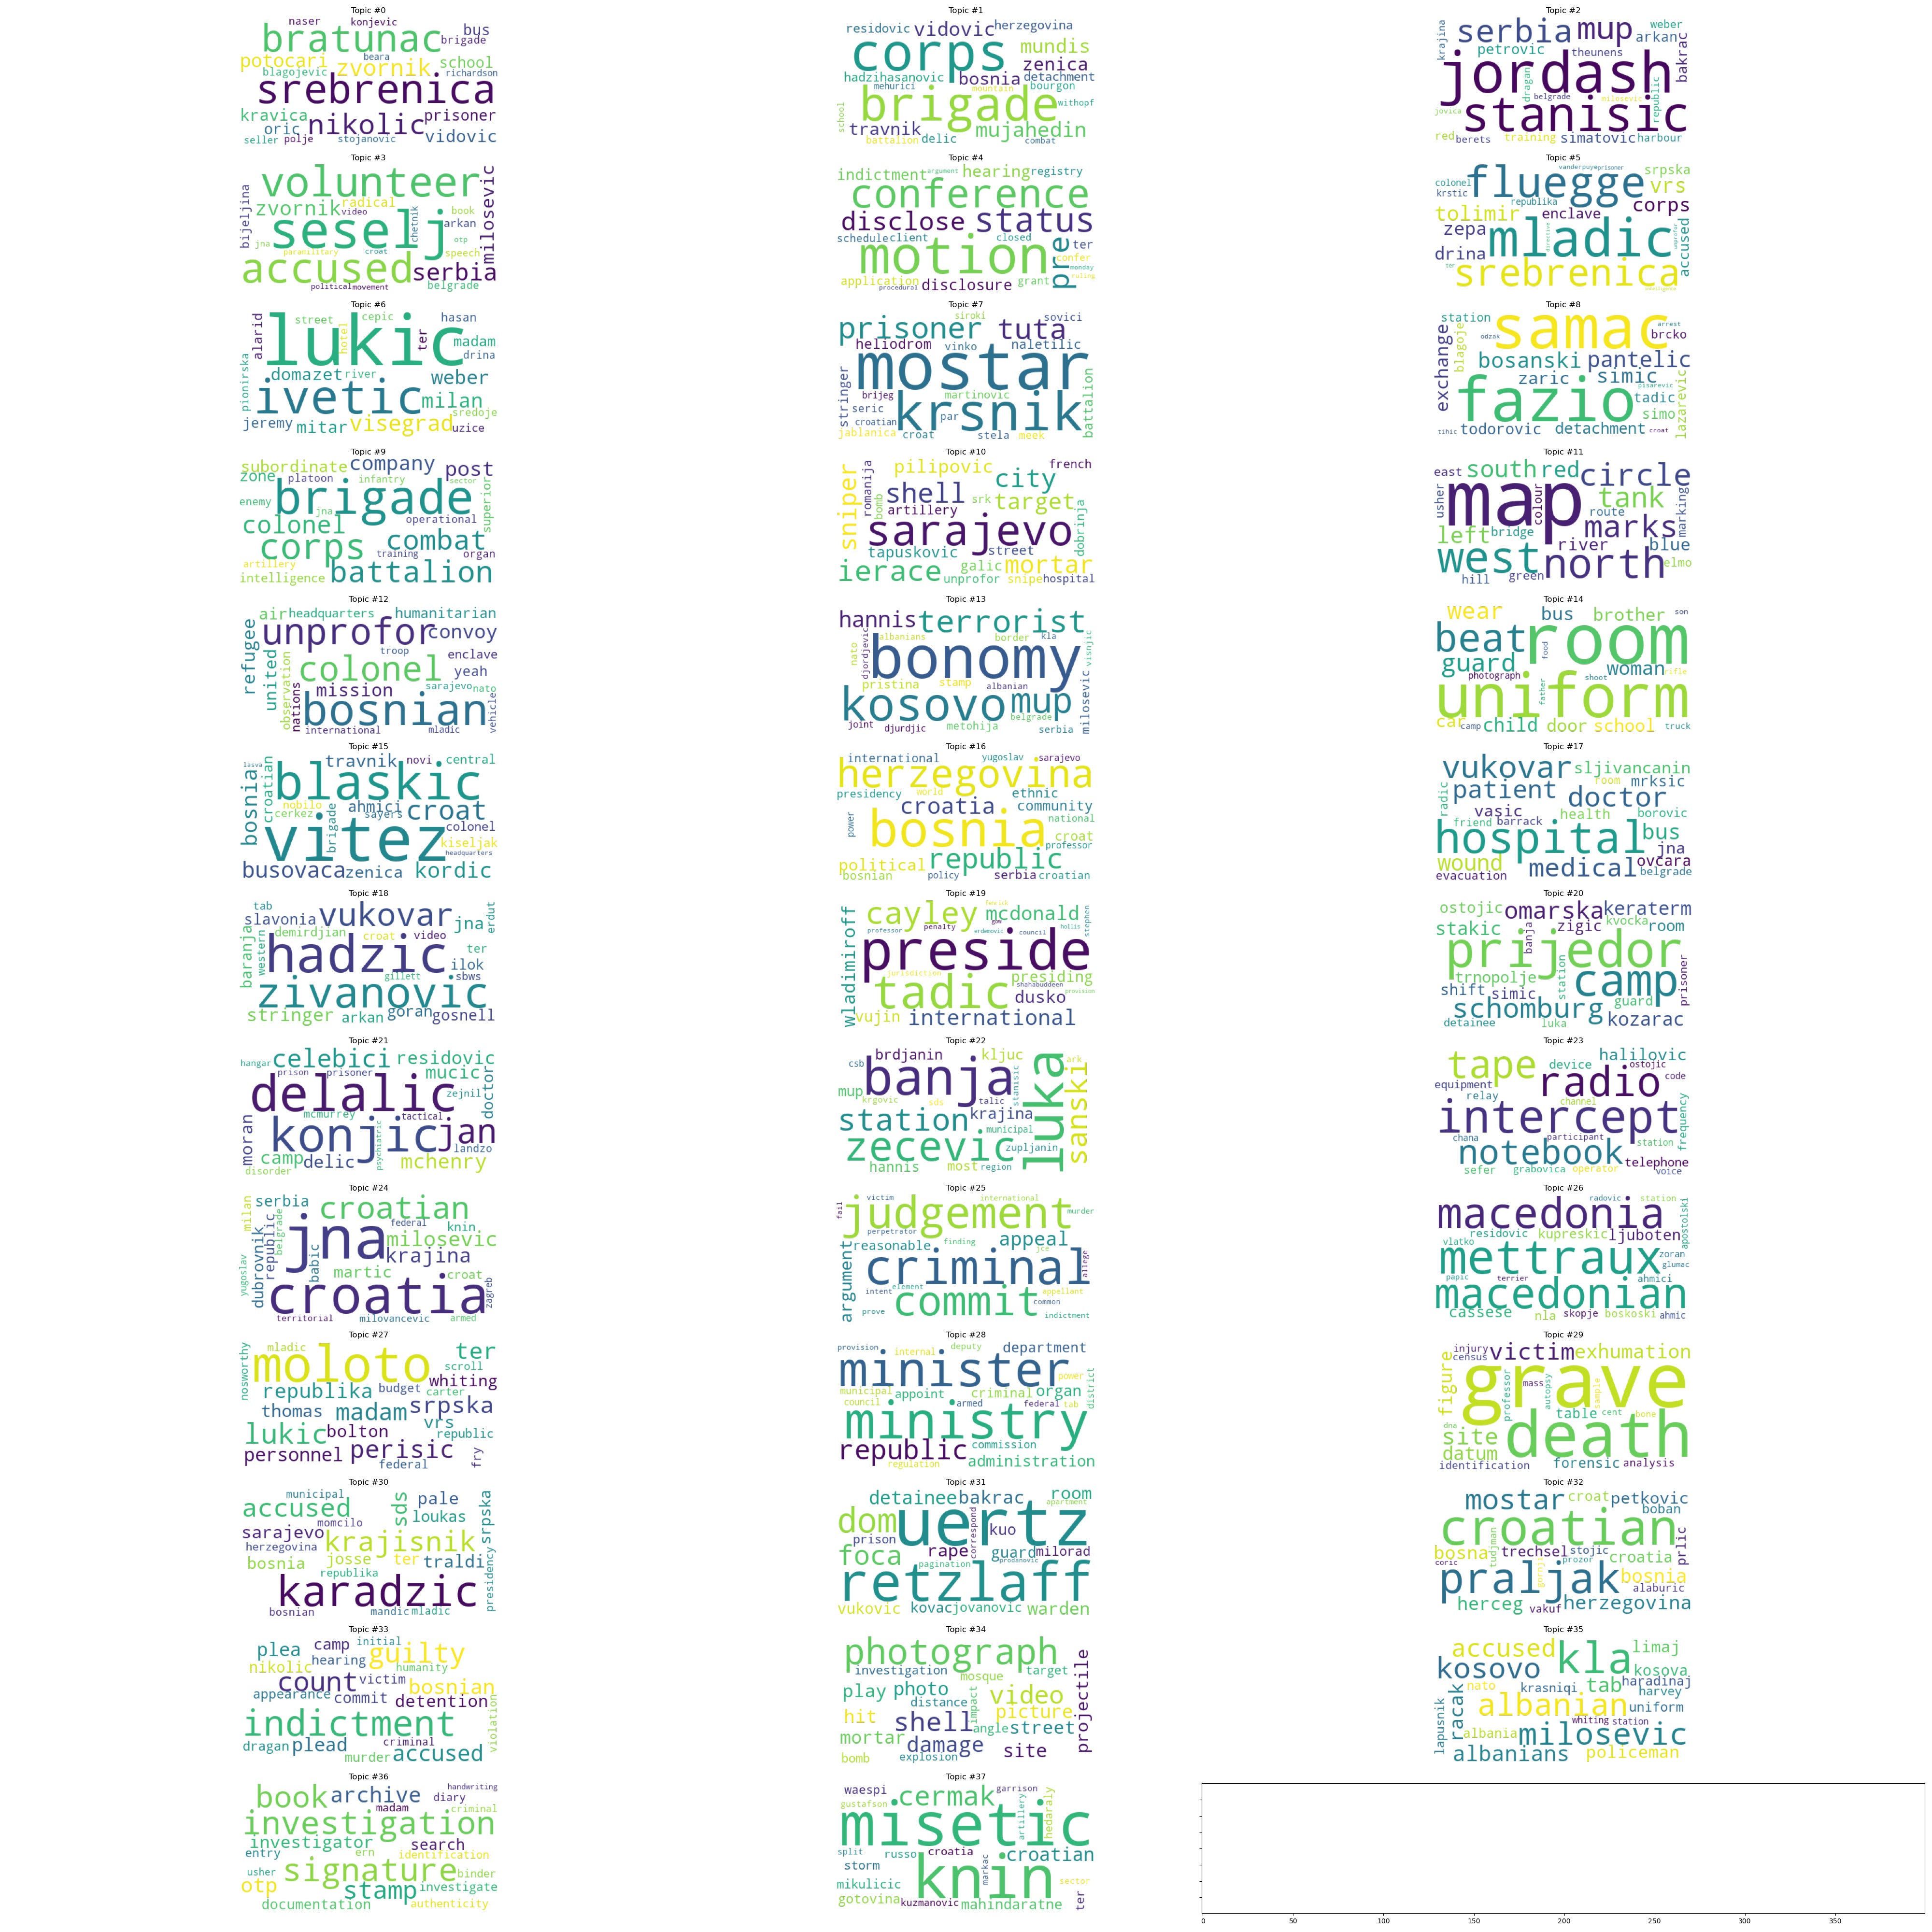 Topic #0
naser konjevic
bratunac bus
brigade
beara
potocari zvornik school
blagojevic richardson
srebrenica
kravica prisoner
oric nikolic
seller polje stojanovic vidovic
Topic #1
residovic vidovic herzegovina
corps mundis
zenica
hadzihasanovic bosnia detachment
mehurici mountain bourgon
brigade withopf
school
travnik mujahedin
battalion delic combat
Topic #2
krajina serbia mup weber
arkan
petrovic theunens bakrac
jordash
dragan belgrade milosevic republic
jovica stanisic
red berets training simatovic harbour
Topic #3
volunteer
zvornik radical milosevic
video book
bijeljina seselj chetnik arkan
jna otp
paramilitary croat speech
accused serbia
political movement belgrade
Topic #4
indictment argument hearing registry
conference
disclose status
schedule client closed pre ter
motion confer
monday
ruling
application disclosure grant
procedural
Topic #5
vanderpuye prisoner
colonel fluegge srpska
krstic vrs
republika
tolimir enclave corps
zepa mladic accused
directive unprofor
drina
ter srebrenica
intelligence
Topic #6
alarid street cepic hasan
lukic hotel ter madam
drina
pionirska domazet river weber
ivetic milan
sredoje
jeremy mitar visegrad uzice
Topic #7
siroki sovici
prisoner tuta
heliodrom vinko naletilic
mostar
stringer brijeg martinovic battalion
seric par krsnik
croatian
jablanica croat stela meek
Topic #8
station samac arrest
exchange blagoje odzak brcko
bosanski pantelic
zaric simic
pisarevic lazarevic
fazio tadic
simo
tihic todorovic detachment croat
Topic #9
subordinate company post
zone platoon infantry sector
enemy brigade superior
jna operational
colonel
corps combat
training organ
artillery
intelligence battalion
Topic #10
sniper romanija pilipovic city french
bomb shell srk target
artillery dobrinja
sarajevo
tapuskovic street
galic mortar
ierace unprofor snipe hospital
Topic #11
east south red circle
usher map colour tank marking
route
left bridge marks
river blue
west north elmo
hill green
Topic #12
air headquarters humanitarian
refugee unprofor convoy
troop
united observation colonel enclave
yeah
nations mission sarajevo nato
bosnian vehicle
international mladic
Topic #13
hannis terrorist
djordjevic albanians border kla
nato bonomy visnjic
pristina stamp albanian
kosovo mup milosevic
belgrade
joint djurdjic metohija serbia
Topic #14
wear bus brother son
beat room
guard food woman
photograph shoot rifle
uniform
father
car camp child door school truck
Topic #15
lasva travnik novi central
bosnia croatian blaskic
nobilo ahmici croat
cerkez sayers
brigade colonel
vitez kiseljak
headquarters
busovaca zenica kordic
Topic #16
international yugoslav sarajevo
herzegovina
presidency world ethnic
croatia community
power bosnia national
croat
professor
political republic
bosnian policy serbia croatian
Topic #17
vukovar sljivancanin
room mrksic
radic patient doctor
vasic health borovic
friend barrack
hospital bus
jna
wound medical ovcara
evacuation belgrade
Topic #18
tab
slavonia vukovar jna erdut
baranja western demirdjian croat video
hadzic ter
ilok
gillett sbws
zivanovic
stringer arkan goran gosnell
Topic #19
wladimiroff cayley mcdonald stephen
professor penalty gow
erdemovic council hollis
preside
jurisdiction presiding
tadic shahabuddeen
dusko provision
vujin international
Topic #20
ostojic omarska keraterm
stakic banja zigic kvocka
room
prijedor
trnopolje station camp prisoner
shift simic
schomburg guard
detainee luka kozarac
Topic #21
hangar celebici residovic
prison prisoner mucic doctor
delalic zejnil
mcmurrey tactical
moran konjic jan
psychiatric landzo
camp delic mchenry
disorder
Topic #22
csb brdjanin kljuc luka ark
mup banja stanisic sanski
krgovic sds talic
station krajina
municipal
zecevic zupljanin
hannis most region
Topic #23
tape device halilovic
ostojic
equipment radio code
relay channel frequency
intercept
chana participant station
notebook telephone
sefer grabovica operator voice
Topic #24
milan serbia croatian
belgrade federal knin
dubrovnik republic jna milosevic
babic krajina
yugoslav martic croat
croatia zagreb
territorial milovancevic armed
Topic #25
fail victim international
judgement murder
perpetrator
argument reasonable finding appeal
jce
criminal allege
element
intent appellant
commit common
prove indictment
Topic #26
radovic station
macedonia apostolski
residovic kupreskic ljuboten
vlatko
mettraux zoran
glumac
papic terrier ahmici
macedonian
cassese nla skopje boskoski ahmic
Topic #27
nosworthy mladic ter
moloto scroll
whiting
republika budget carter
thomas madam srpska
vrs
lukic bolton republic
personnel perisic fry
federal
Topic #28
provision internal deputy department
minister power
municipal appoint criminal organ district
council armed federal tab
ministry
republic commission
regulation administration
Topic #29
injury victim exhumation
census
figure grave
professor mass autopsy sample
table cent bone
dna
site death
datum
identification forensic analysis
Topic #30
municipal sds pale
accused loukas srpska
momcilo
sarajevo krajisnik
herzegovina
bosnia josse ter traldi presidency
republika
karadzic
bosnian mandic mladic
Topic #31
detainee bakrac room
apartment
dom uertz
prison correspond kuo
foca rape guard milorad
pagination prodanovic
retzlaff
vukovic kovac jovanovic warden
Topic #32
mostar croat petkovic
boban
croatian
bosna tudjman trechsel stojic prlic
coric prozor croatia
praljak bosnia
alaburic
herceg vakuf herzegovina
Topic #33
plea camp initial guilty
nikolic hearing humanity
count victim bosnian
appearance commit detention
indictment violation
dragan plead criminal
murder accused
Topic #34
photograph projectile
investigation mosque target
play photo impact video
distance
hit picture
shell angle street
mortar damage
bomb explosion site
Topic #35
accused kla limaj
kosovo kosova
nato krasniqi tab haradinaj
harvey
lapusnik racak albanian uniform
whiting station
albania milosevic
albanians policeman
Topic #36
book archive handwriting
diary
madam criminal
investigation
investigator search
entry ern identification
usher signature binder
otp stamp investigate
documentation authenticity
Topic #37
waespi cermak garrison
gustafson artillery hedaraly
misetic
split russo croatia croatian
storm markac
mikulicic knin sector
gotovina kuzmanovic mahindaratne ter
0 50 100 150 200 250 300 350